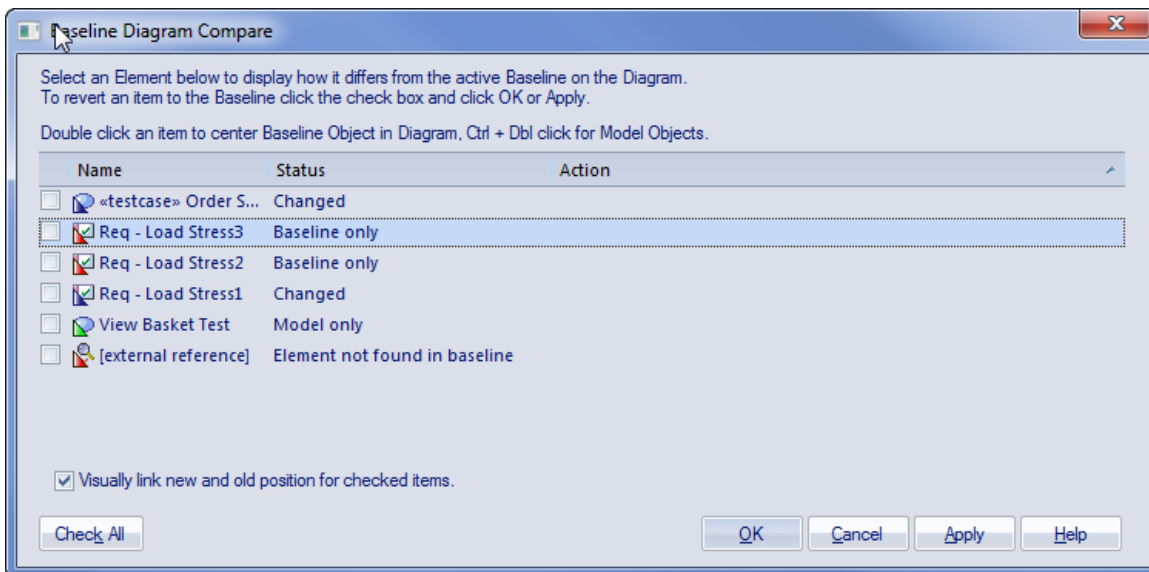 Baseline Diagram Compare
Select an Element below to display how it differs from the active Baseline on the Diagram.
To revert an item to the Baseline click the check box and click OK or Apply.
Double click an item to center Baseline Object in Diagram, Ctrl + Dbl click for Model Objects.
Name Status Action
«testcase» Order S... Changed
Req - Load Stress3 Baseline only
Req - Load Stress2 Baseline only
Req - Load Stress1 Changed
View Basket Test Model only
[external reference] Element not found in baseline
Visually link new and old position for checked items.
Check All OK Cancel Apply Help